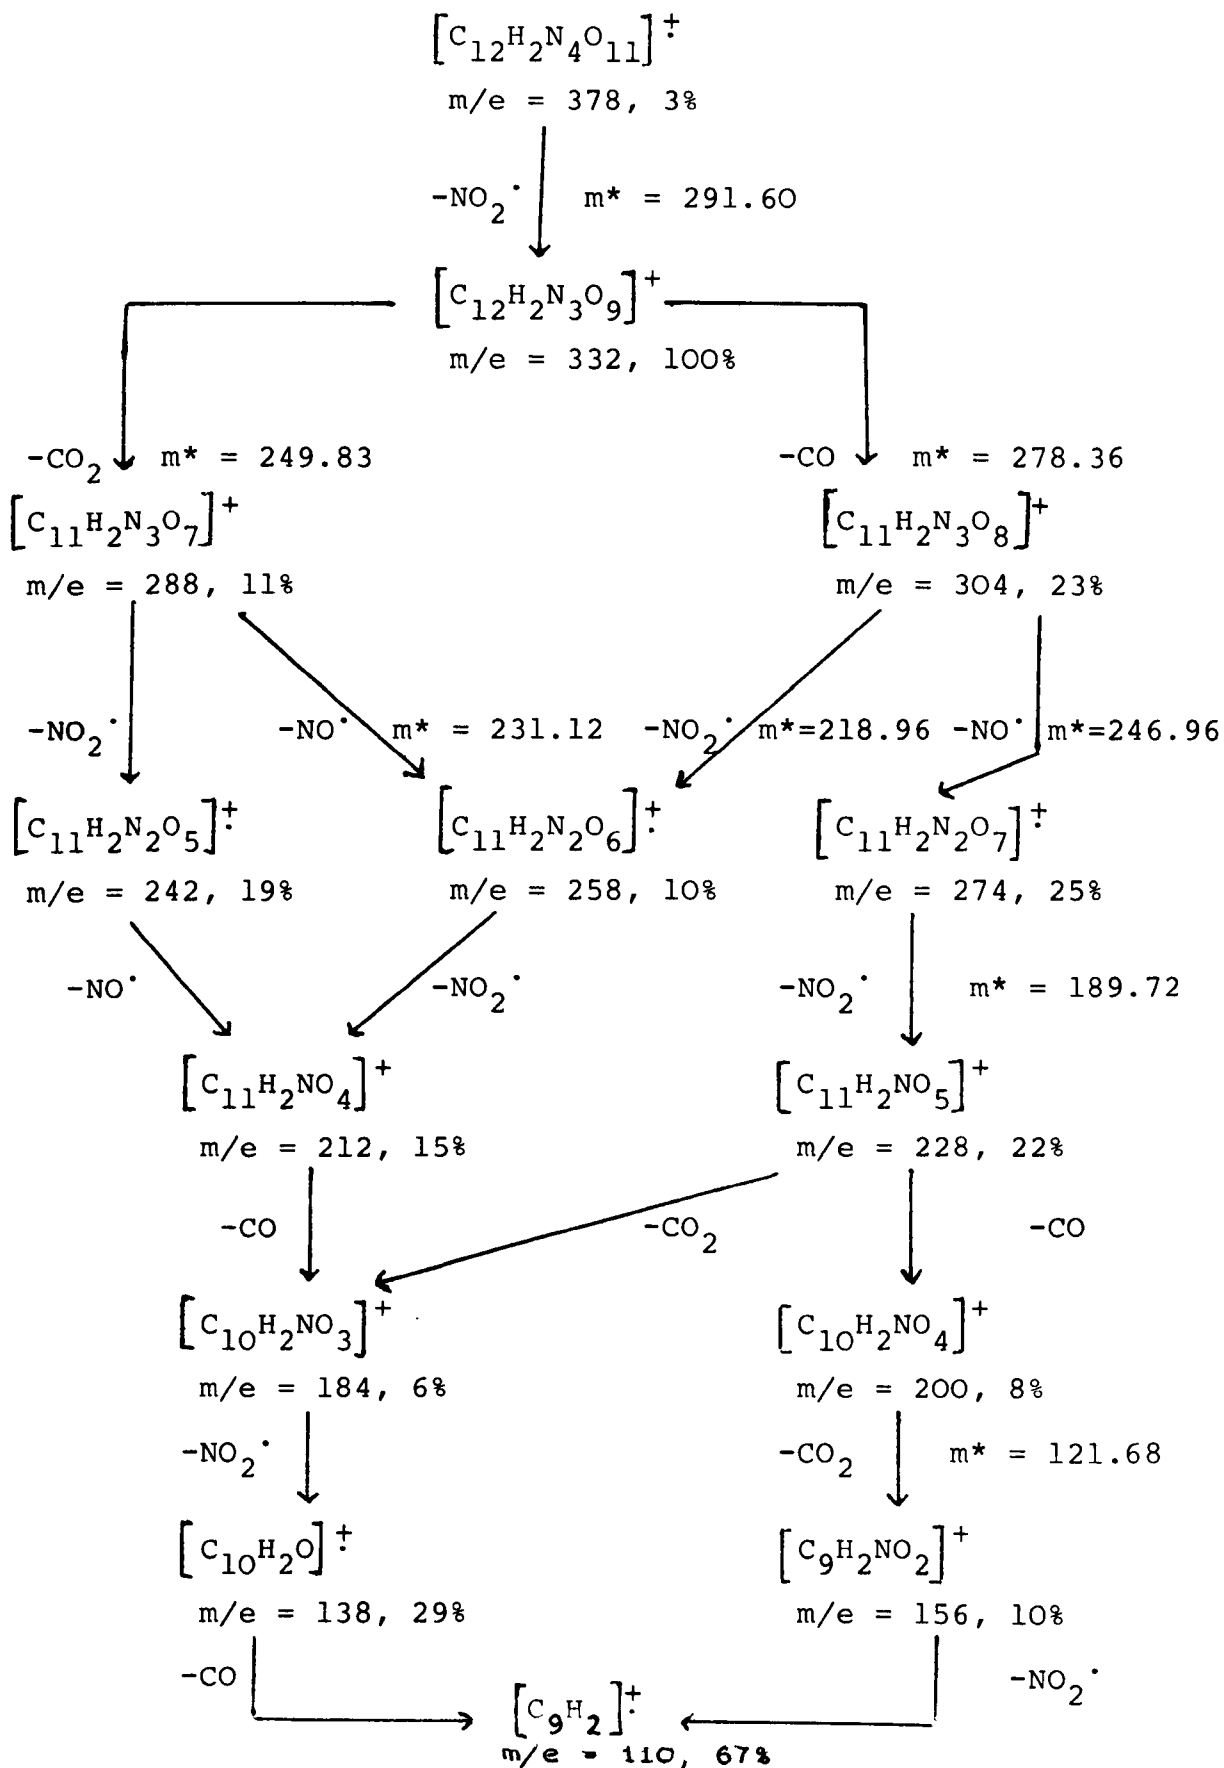 [C₁₂H₂N₄O₁₁]⁺·
m/e = 378, 3%
-NO₂· m* = 291.60
[C₁₂H₂N₃O₉]⁺
m/e = 332, 100%
-CO₂ m* = 249.83 -CO m* = 278.36
[C₁₁H₂N₃O₇]⁺ [C₁₁H₂N₃O₈]⁺
m/e = 288, 11% m/e = 304, 23%
-NO₂· -NO· m* = 231.12 -NO₂· m*=218.96 -NO· m*=246.96
[C₁₁H₂N₂O₅]⁺· [C₁₁H₂N₂O₆]⁺· [C₁₁H₂N₂O₇]⁺·
m/e = 242, 19% m/e = 258, 10% m/e = 274, 25%
-NO· -NO₂· -NO₂· m* = 189.72
[C₁₁H₂NO₄]⁺ [C₁₁H₂NO₅]⁺
m/e = 212, 15% m/e = 228, 22%
-CO -CO₂ -CO
[C₁₀H₂NO₃]⁺ [C₁₀H₂NO₄]⁺
m/e = 184, 6% m/e = 200, 8%
-NO₂· -CO₂ m* = 121.68
[C₁₀H₂O]⁺· [C₉H₂NO₂]⁺
m/e = 138, 29% m/e = 156, 10%
-CO -NO₂·
[C₉H₂]⁺·
m/e = 110, 67%